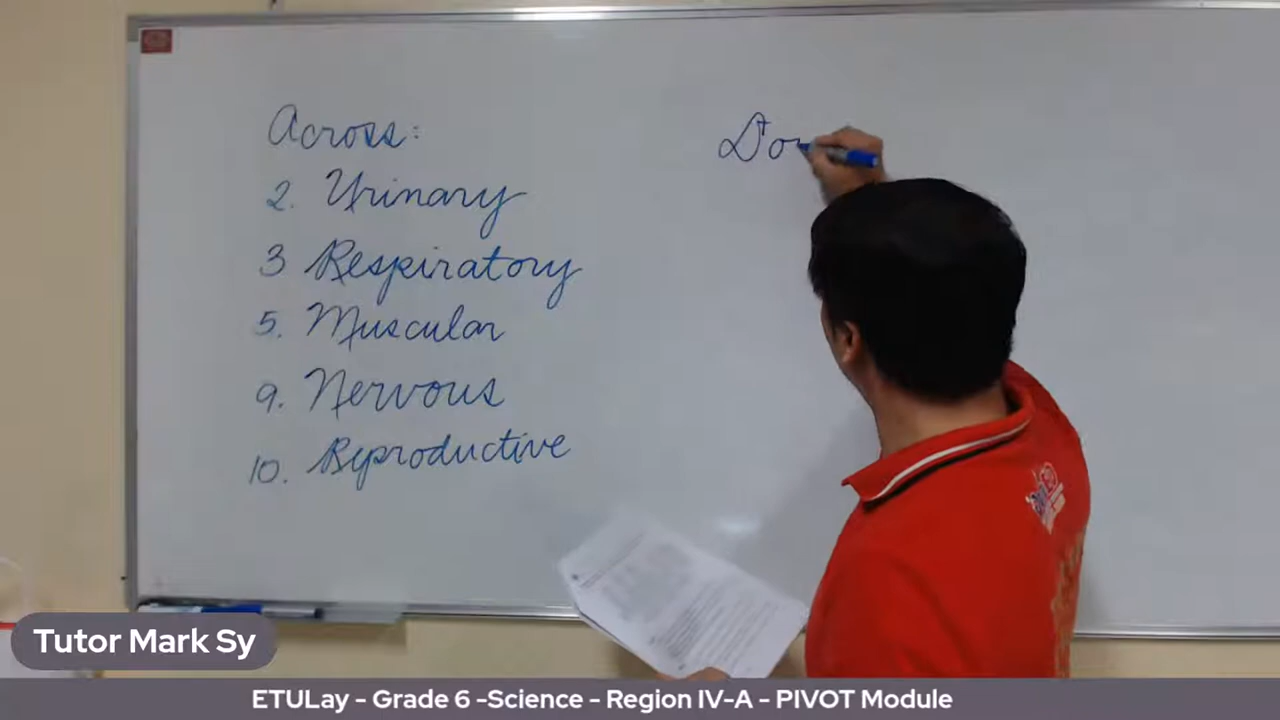 Across:
2. Urinary
3 Respiratory
5. Muscular
9. Nervous
10. Reproductive
Dow
Tutor Mark Sy
ETULay - Grade 6 -Science - Region IV-A - PIVOT Module